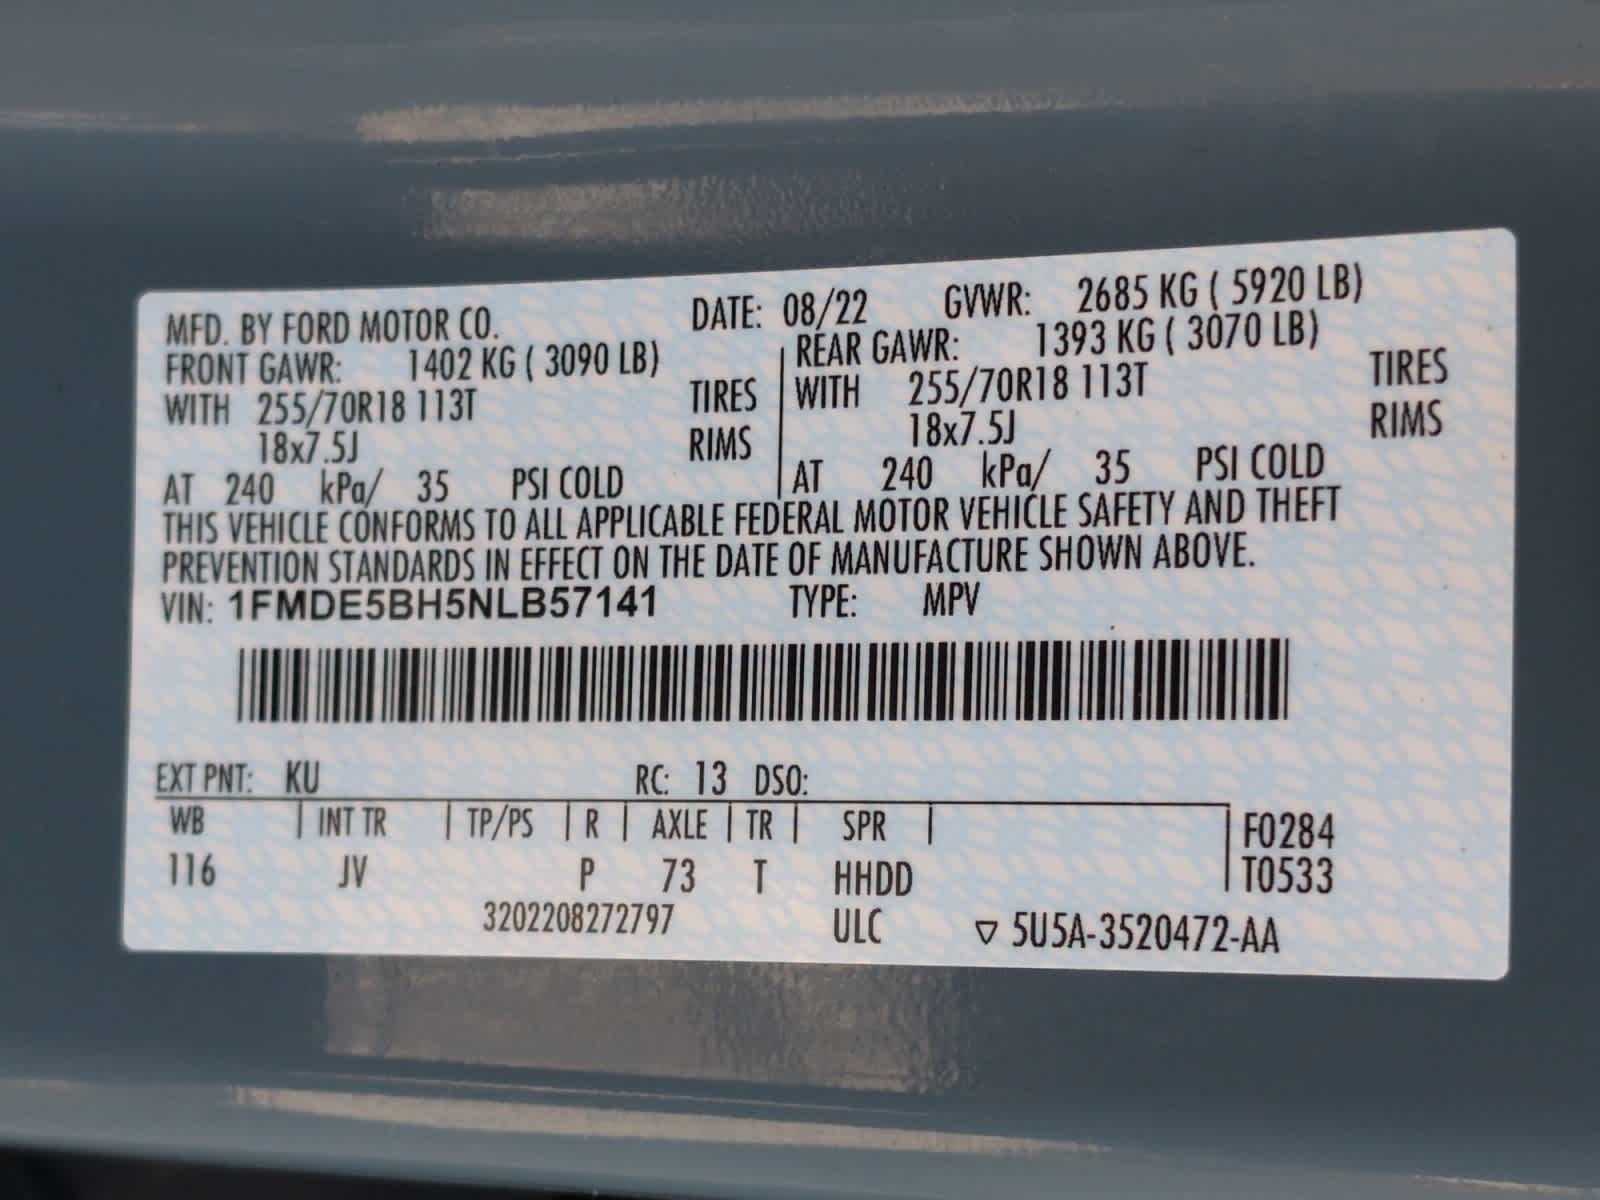 MFD. BY FORD MOTOR CO. DATE: 08/22 GVWR: 2685 KG ( 5920 LB)
FRONT GAWR: 1402 KG ( 3090 LB) REAR GAWR: 1393 KG ( 3070 LB)
WITH 255/70R18 113T TIRES WITH 255/70R18 113T TIRES
18x7.5J RIMS 18x7.5J RIMS
AT 240 kPa/ 35 PSI COLD AT 240 kPa/ 35 PSI COLD
THIS VEHICLE CONFORMS TO ALL APPLICABLE FEDERAL MOTOR VEHICLE SAFETY AND THEFT
PREVENTION STANDARDS IN EFFECT ON THE DATE OF MANUFACTURE SHOWN ABOVE.
VIN: 1FMDE5BH5NLB57141 TYPE: MPV
EXT PNT: KU RC: 13 DSO:
WB | INT TR | TP/PS | R | AXLE | TR | SPR | F0284
116 JV P 73 T HHDD T0533
3202208272797 ULC ▽ 5U5A-3520472-AA